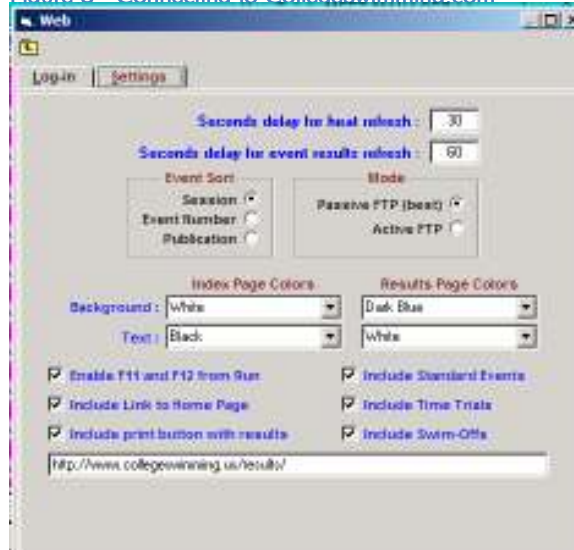 Web
Log-in Settings
Seconds delay for heat refresh : 30
Seconds delay for event results refresh : 60
Event Sort
Session
Event Number
Publication
Mode
Passive FTP (best)
Active FTP
Index Page Colors Results Page Colors
Background : White Dark Blue
Text : Black White
Enable F11 and F12 from Run
Include Standard Events
Include Link to Home Page
Include Time Trials
Include print button with results
Include Swim-Offs
http://www.collegeswimming.us/results/